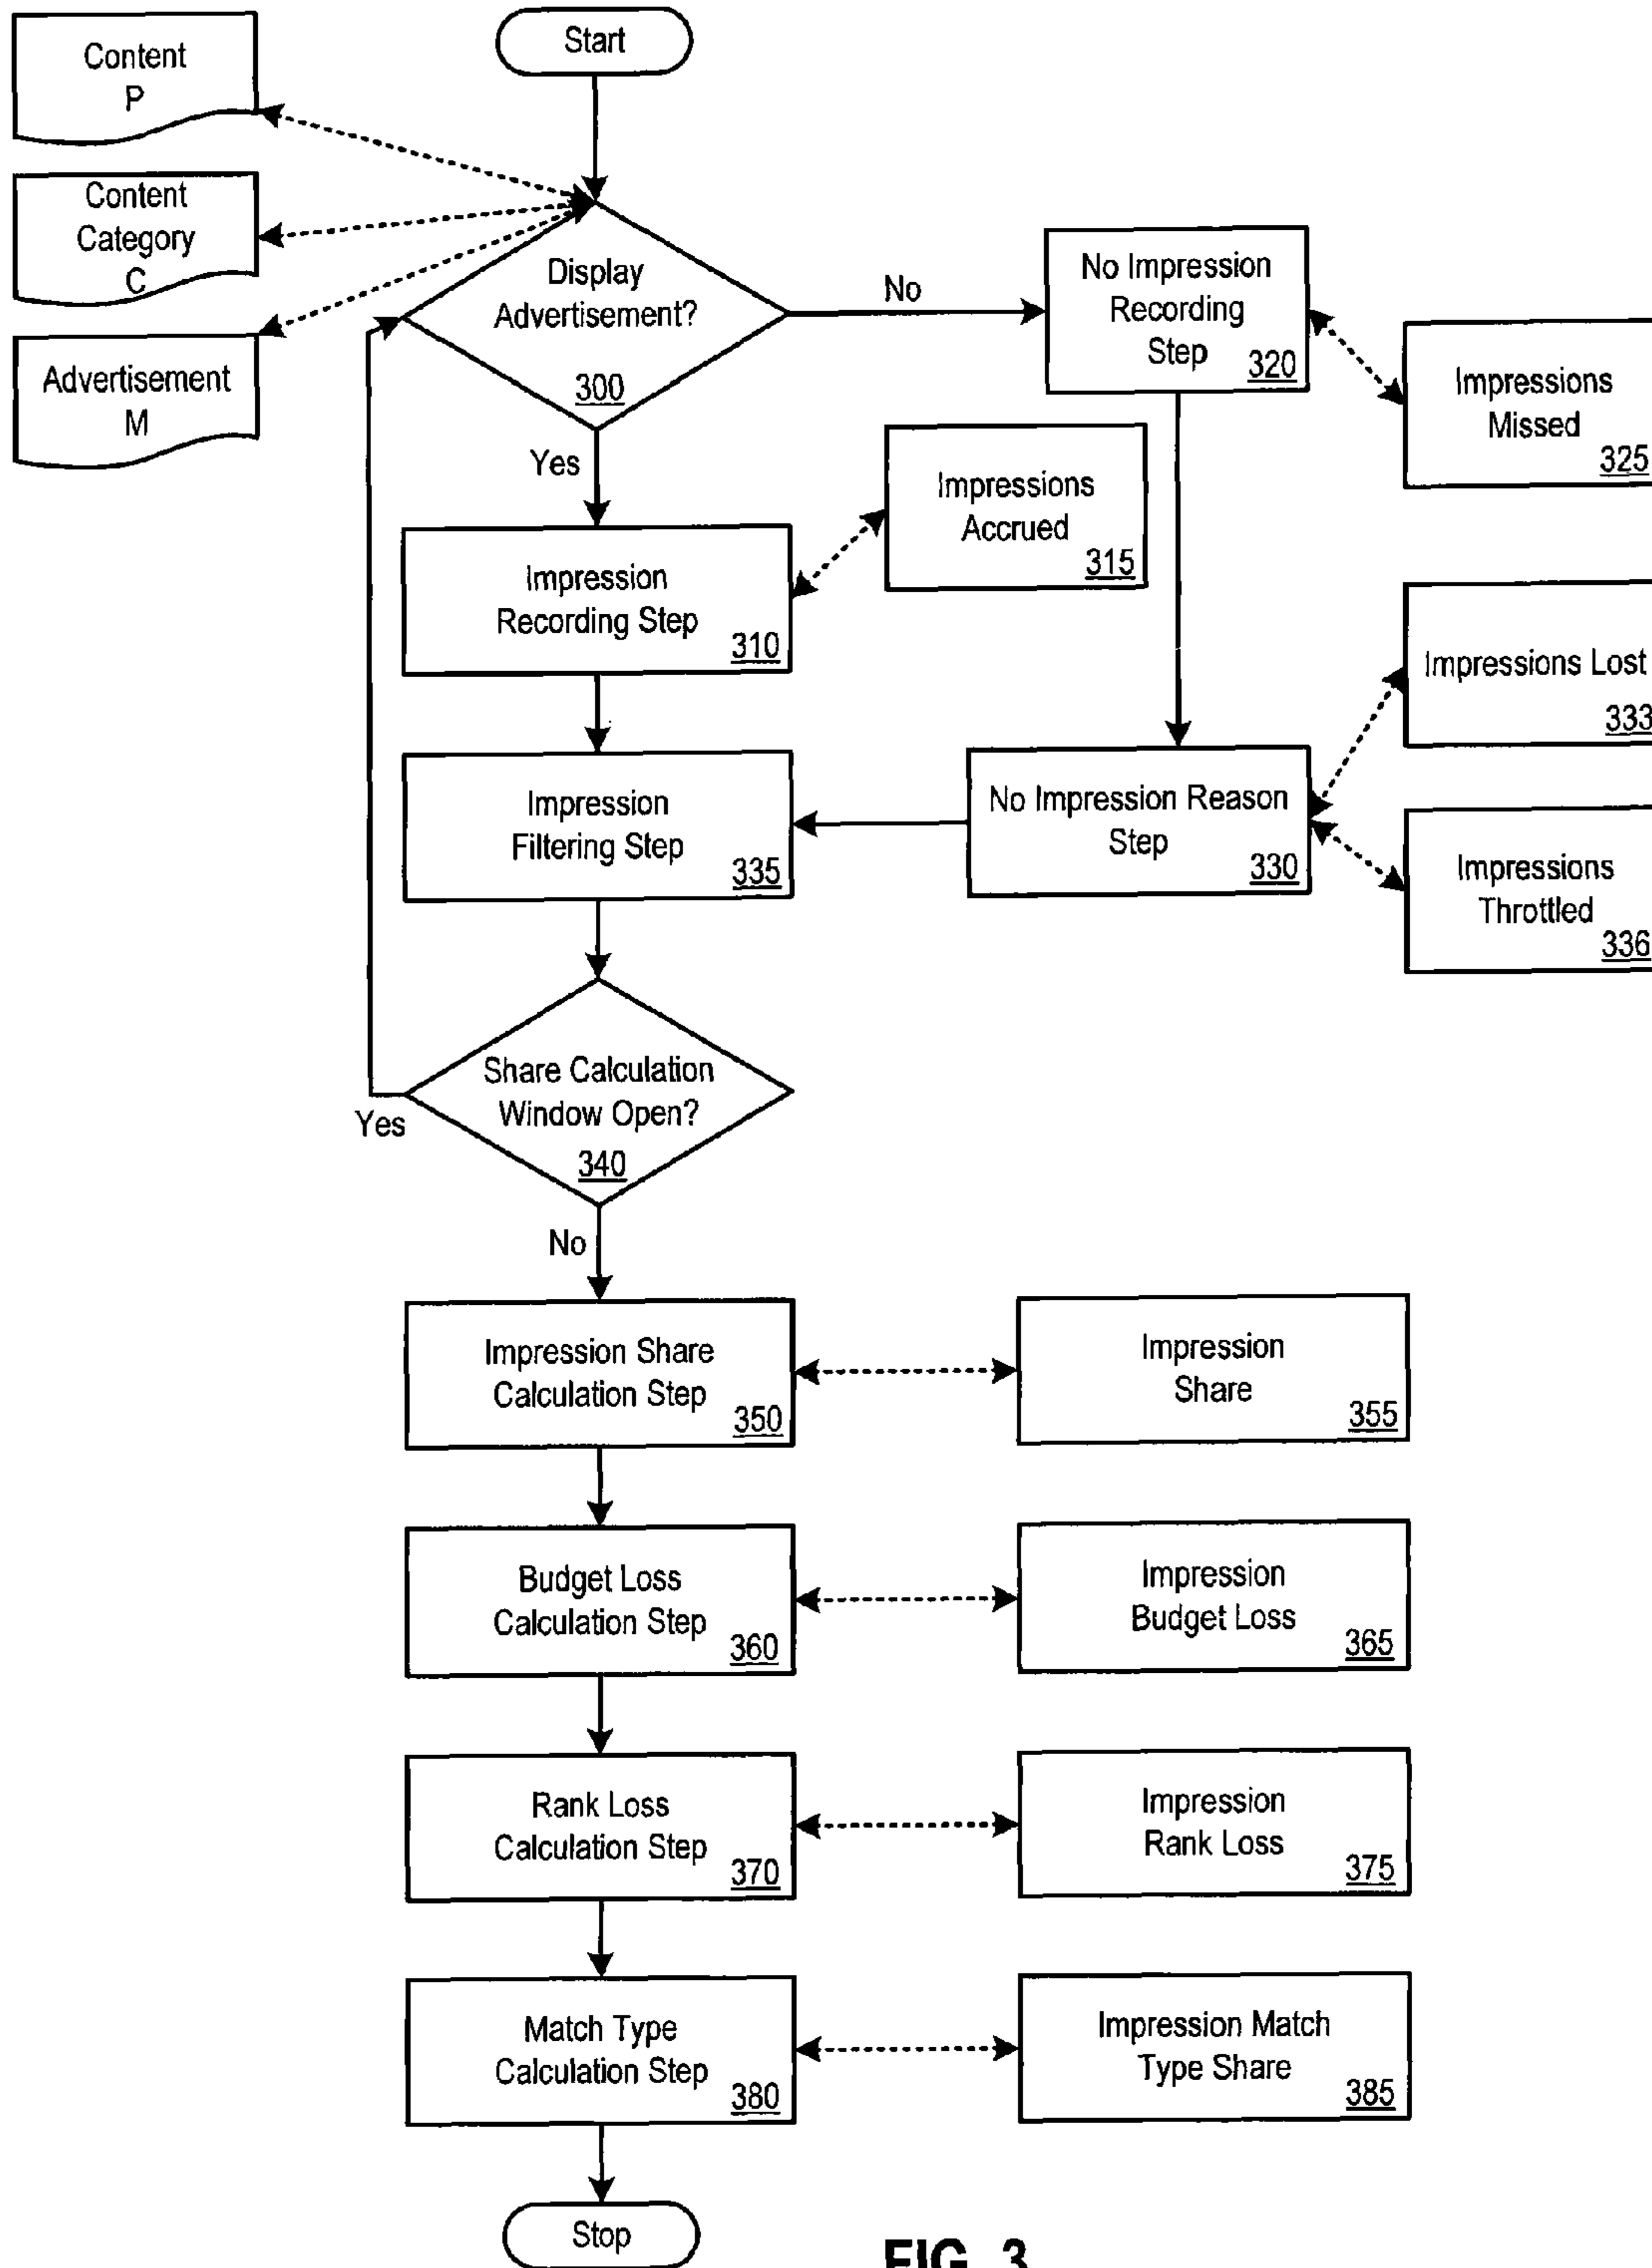 Start
Content
P
Content
Category
C
Advertisement
M
Display
Advertisement?
300
No
Yes
No Impression
Recording
Step
320
Impressions
Missed
325
Impressions
Accrued
315
Impression
Recording Step
310
Impressions Lost
333
Impression
Filtering Step
335
No Impression Reason
Step
330
Impressions
Throttled
336
Share Calculation
Window Open?
340
Yes
No
Impression Share
Calculation Step
350
Impression
Share
355
Budget Loss
Calculation Step
360
Impression
Budget Loss
365
Rank Loss
Calculation Step
370
Impression
Rank Loss
375
Match Type
Calculation Step
380
Impression Match
Type Share
385
Stop
FIG. 3